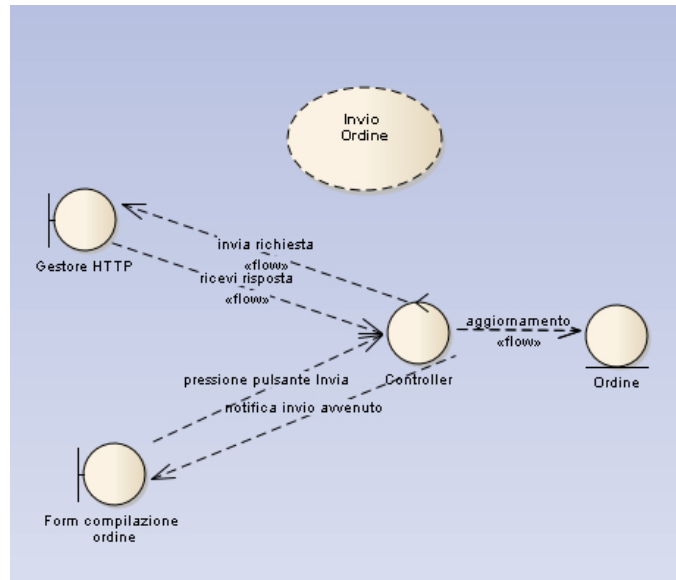 Invio
Ordine
invia richiesta
«flow»
Gestore HTTP
ricevi risposta
«flow»
aggiornamento
«flow»
pressione pulsante Invia
Controller
Ordine
notifica invio avvenuto
Form compilazione
ordine